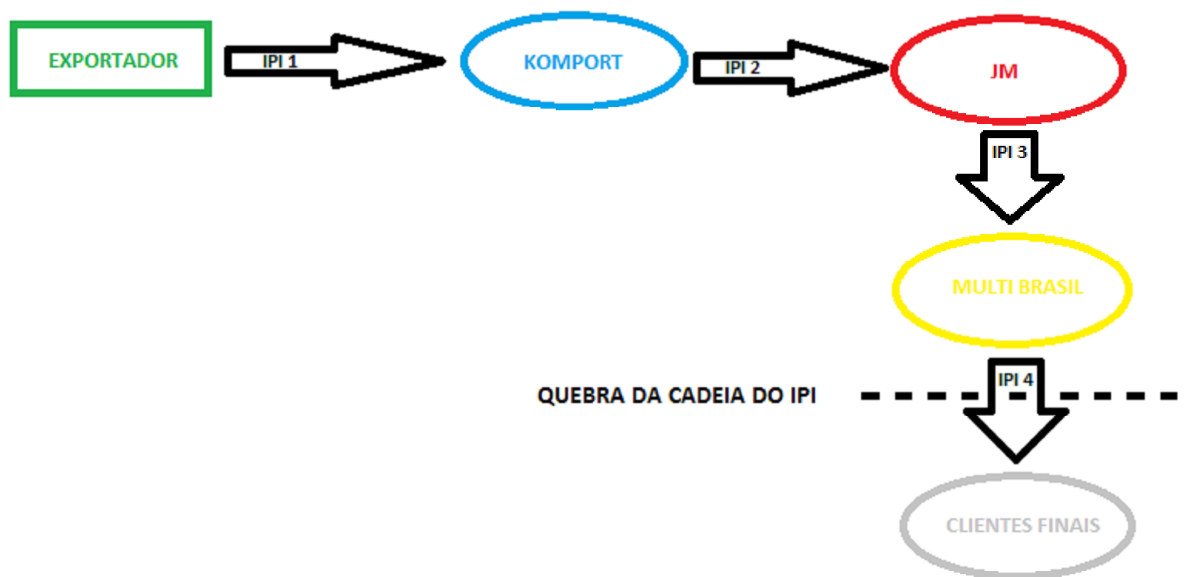 EXPORTADOR
IPI 1
KOMPORT
IPI 2
JM
IPI 3
MULTI BRASIL
IPI 4
QUEBRA DA CADEIA DO IPI
CLIENTES FINAIS